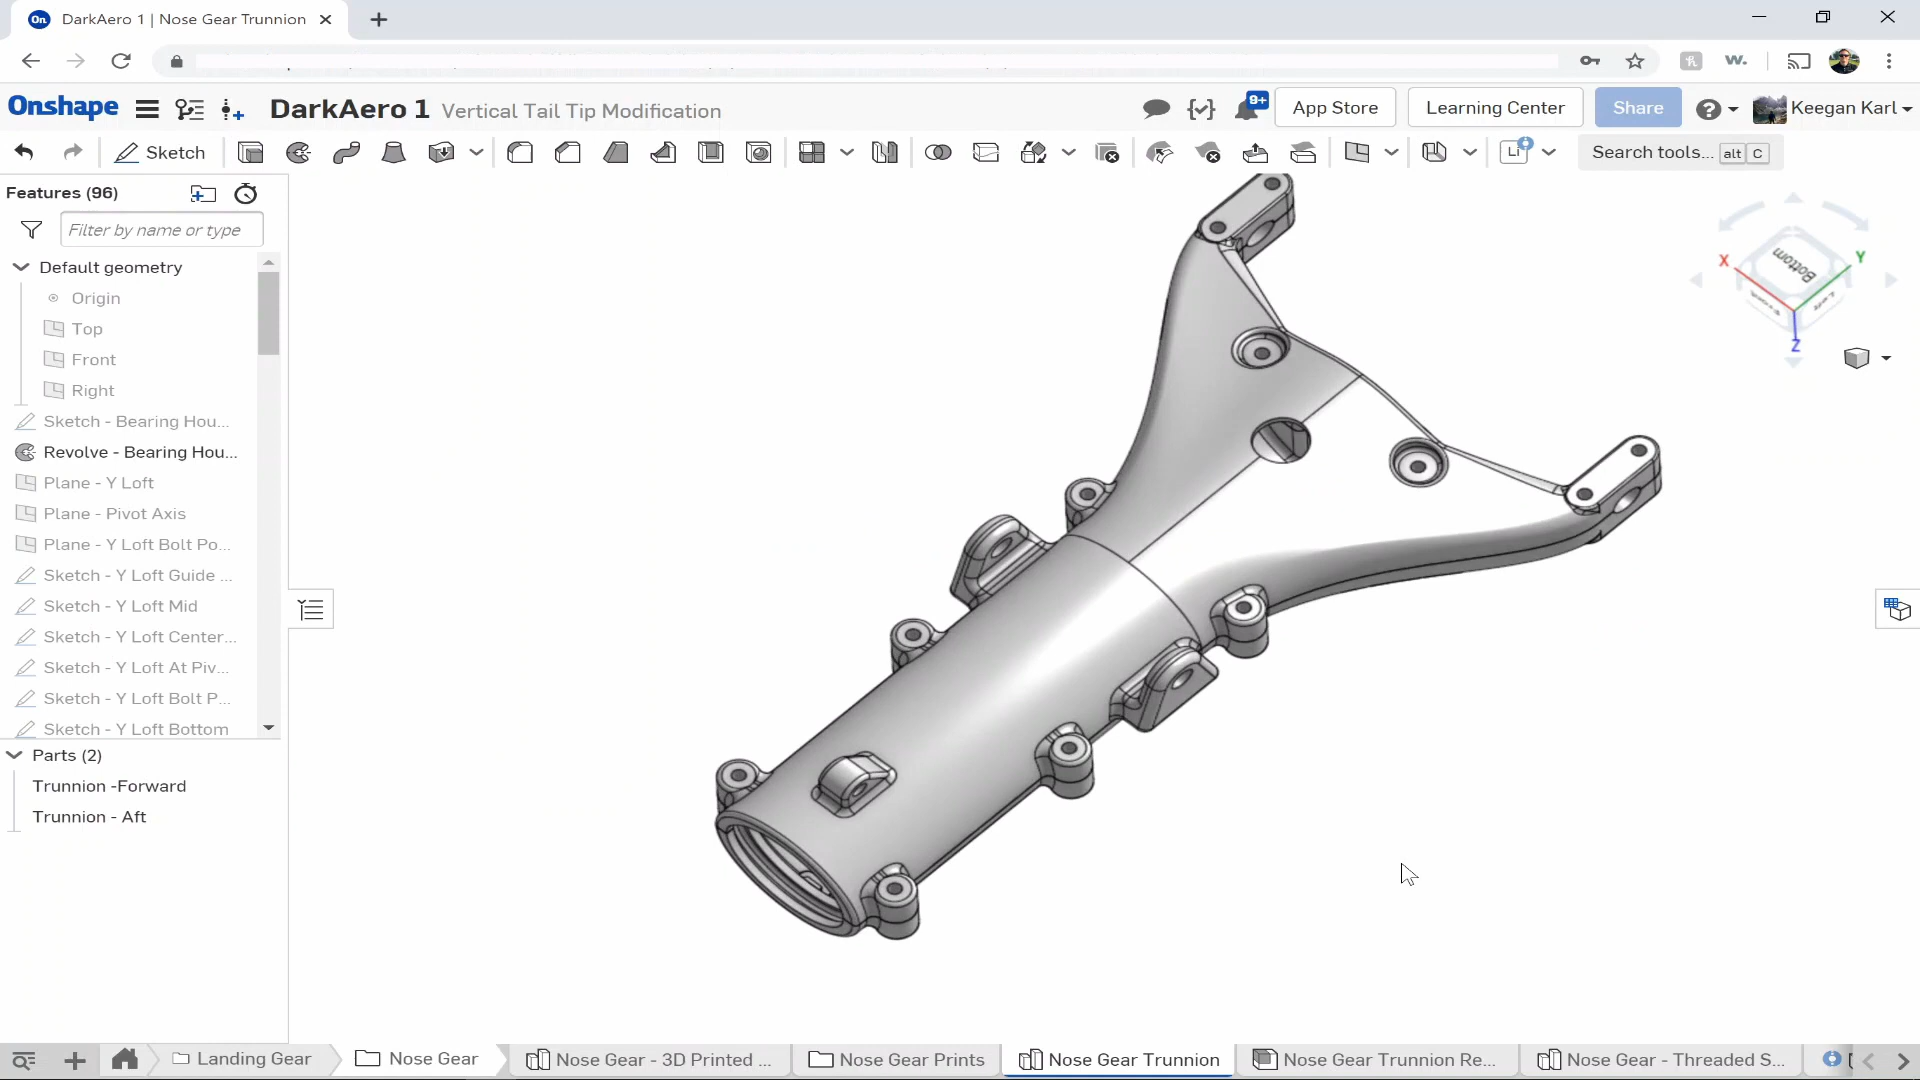 On DarkAero 1 | Nose Gear Trunnion
Onshape DarkAero 1 Vertical Tail Tip Modification 9+ App Store Learning Center Share Keegan Karl
Sketch Search tools... alt C
Features (96)
Filter by name or type
Default geometry
Origin
Top
Front
Right
Sketch - Bearing Hou...
Revolve - Bearing Hou...
Plane - Y Loft
Plane - Pivot Axis
Plane - Y Loft Bolt Po...
Sketch - Y Loft Guide ...
Sketch - Y Loft Mid
Sketch - Y Loft Center...
Sketch - Y Loft At Piv...
Sketch - Y Loft Bolt P...
Sketch - Y Loft Bottom
Parts (2)
Trunnion -Forward
Trunnion - Aft
X Y
Bottom
Z
Landing Gear Nose Gear Nose Gear - 3D Printed ... Nose Gear Prints Nose Gear Trunnion Nose Gear Trunnion Re... Nose Gear - Threaded S...